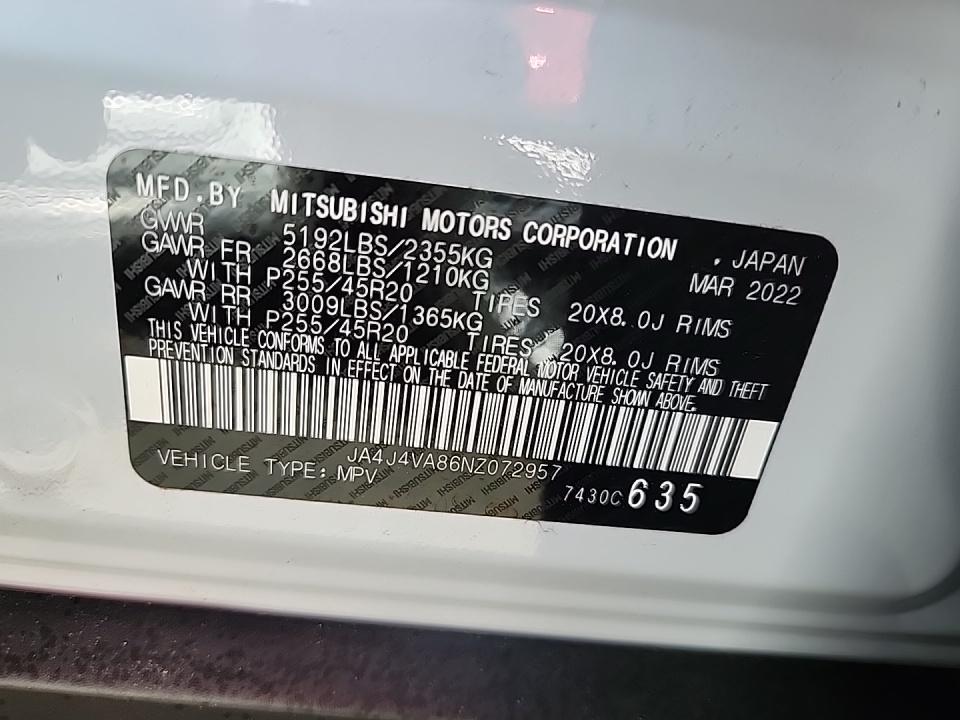 MFD.BY MITSUBISHI MOTORS CORPORATION , JAPAN
GVWR 5192LBS/2355KG MAR 2022
GAWR FR 2668LBS/1210KG
WITH P255/45R20 TIRES 20X8.0J RIMS
GAWR RR 3009LBS/1365KG
WITH P255/45R20 TIRES 20X8.0J RIMS
THIS VEHICLE CONFORMS TO ALL APPLICABLE FEDERAL MOTOR VEHICLE SAFETY AND THEFT
PREVENTION STANDARDS IN EFFECT ON THE DATE OF MANUFACTURE SHOWN ABOVE.
JA4J4VA86NZ072957
VEHICLE TYPE:MPV 7430C 635